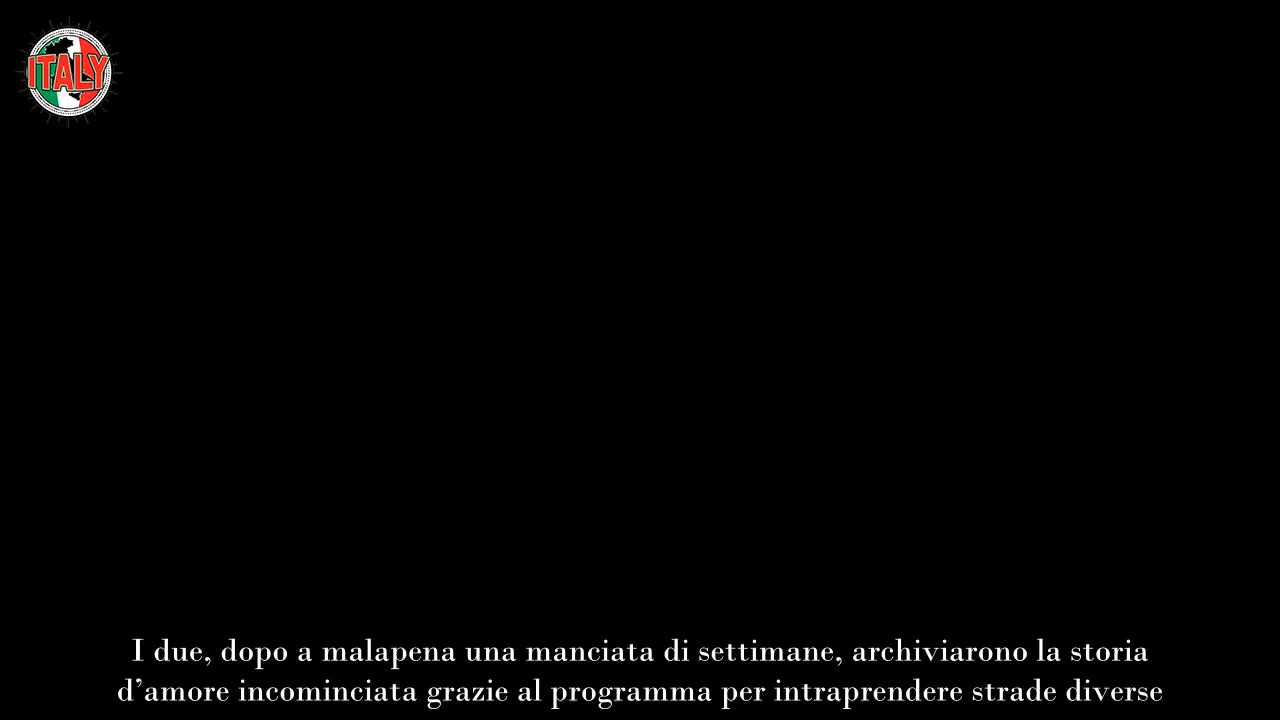 ITALY
I due, dopo a malapena una manciata di settimane, archiviarono la storia
d’amore incominciata grazie al programma per intraprendere strade diverse